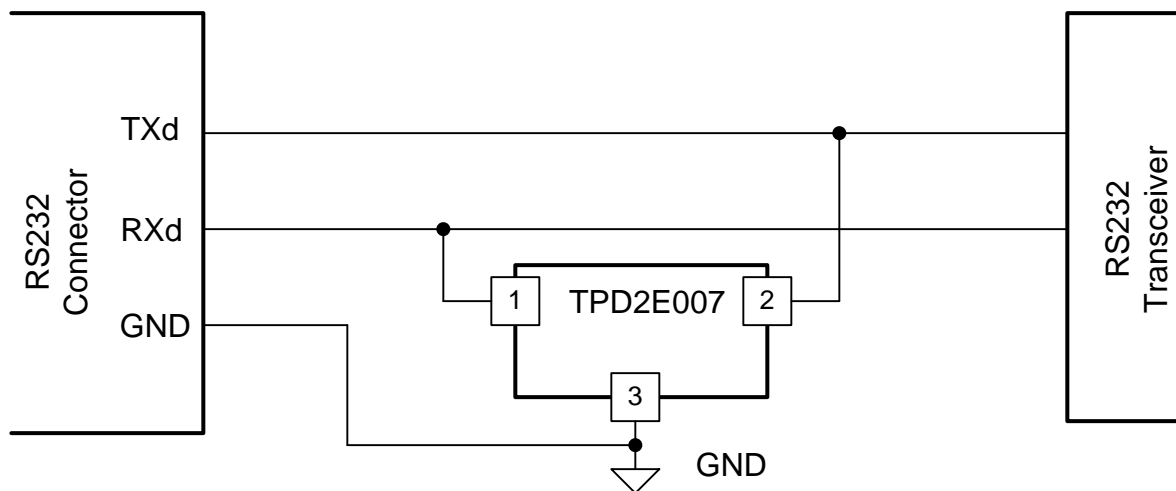 RS232
Connector
TXd
RXd
GND
1
TPD2E007
2
3
GND
RS232
Transceiver